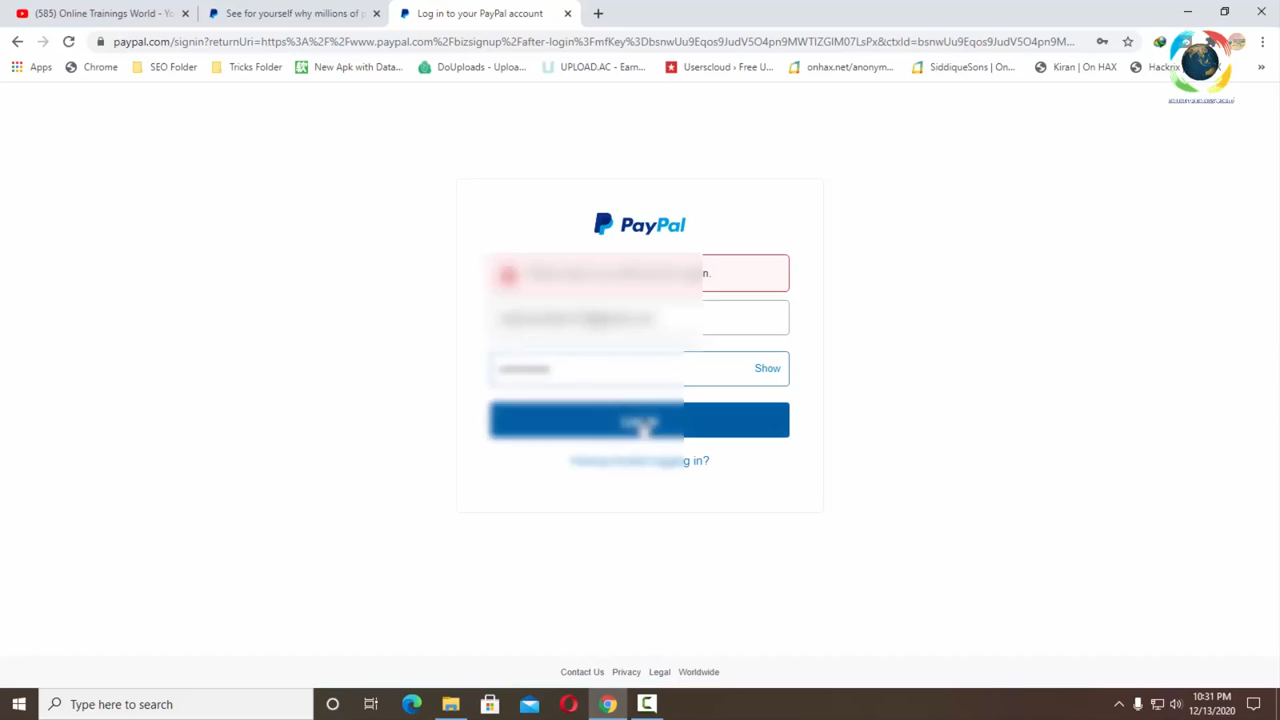 (585) Online Trainings World - Yo
See for yourself why millions of p
Log in to your PayPal account
paypal.com/signin?returnUri=https%3A%2F%2Fwww.paypal.com%2Fbizsignup%2Fafter-login%3FmfKey%3DbsnwUu9Eqos9JudV5O4pn9MWTIZGlM07LsPx&ctxId=bsnwUu9Eqos9JudV5O4pn9M...
Apps
Chrome
SEO Folder
Tricks Folder
New Apk with Data...
DoUploads - Upload...
UPLOAD.AC - Earn...
Userscloud › Free U...
onhax.net/anonym...
SiddiqueSons | On...
Kiran | On HAX
»
PayPal
n.
Show
g in?
Contact Us Privacy Legal Worldwide
Type here to search
10:31 PM
12/13/2020